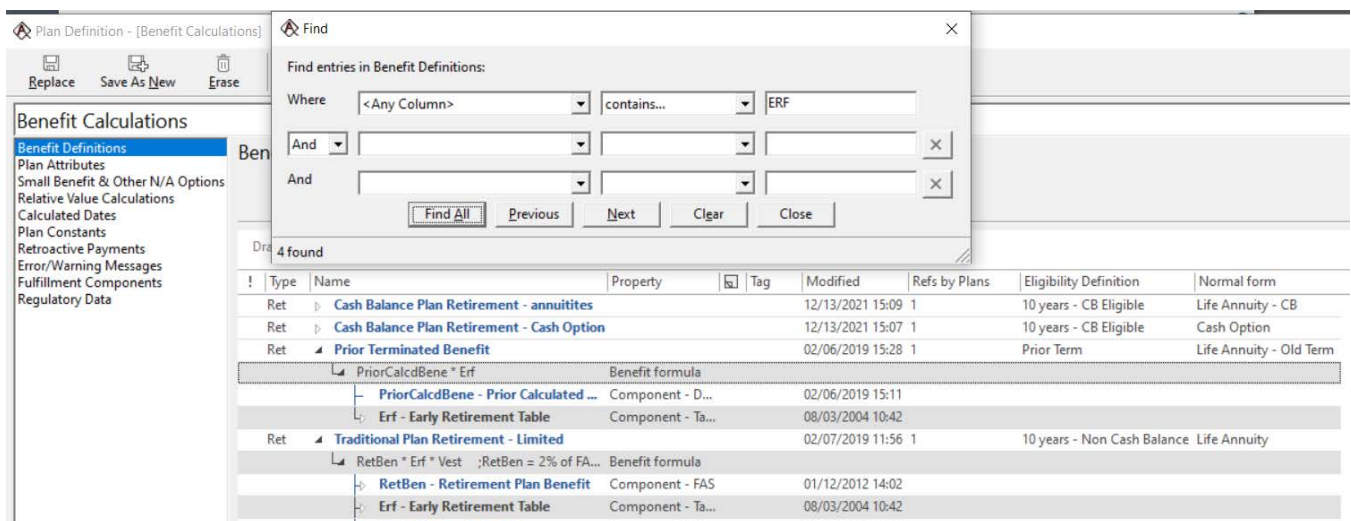 Plan Definition - [Benefit Calculations]
Find
Replace Save As New Erase
Find entries in Benefit Definitions:
Where <Any Column> contains... ERF
And
And
Find All Previous Next Clear Close
4 found
Benefit Calculations
Benefit Definitions
Plan Attributes
Small Benefit & Other N/A Options
Relative Value Calculations
Calculated Dates
Plan Constants
Retroactive Payments
Error/Warning Messages
Fulfillment Components
Regulatory Data
Ben
Dra
! Type Name Property Tag Modified Refs by Plans Eligibility Definition Normal form
Ret Cash Balance Plan Retirement - annuitites 12/13/2021 15:09 1 10 years - CB Eligible Life Annuity - CB
Ret Cash Balance Plan Retirement - Cash Option 12/13/2021 15:07 1 10 years - CB Eligible Cash Option
Ret Prior Terminated Benefit 02/06/2019 15:28 1 Prior Term Life Annuity - Old Term
PriorCalcdBene * Erf Benefit formula
PriorCalcdBene - Prior Calculated ... Component - D... 02/06/2019 15:11
Erf - Early Retirement Table Component - Ta... 08/03/2004 10:42
Ret Traditional Plan Retirement - Limited 02/07/2019 11:56 1 10 years - Non Cash Balance Life Annuity
RetBen * Erf * Vest ;RetBen = 2% of FA... Benefit formula
RetBen - Retirement Plan Benefit Component - FAS 01/12/2012 14:02
Erf - Early Retirement Table Component - Ta... 08/03/2004 10:42